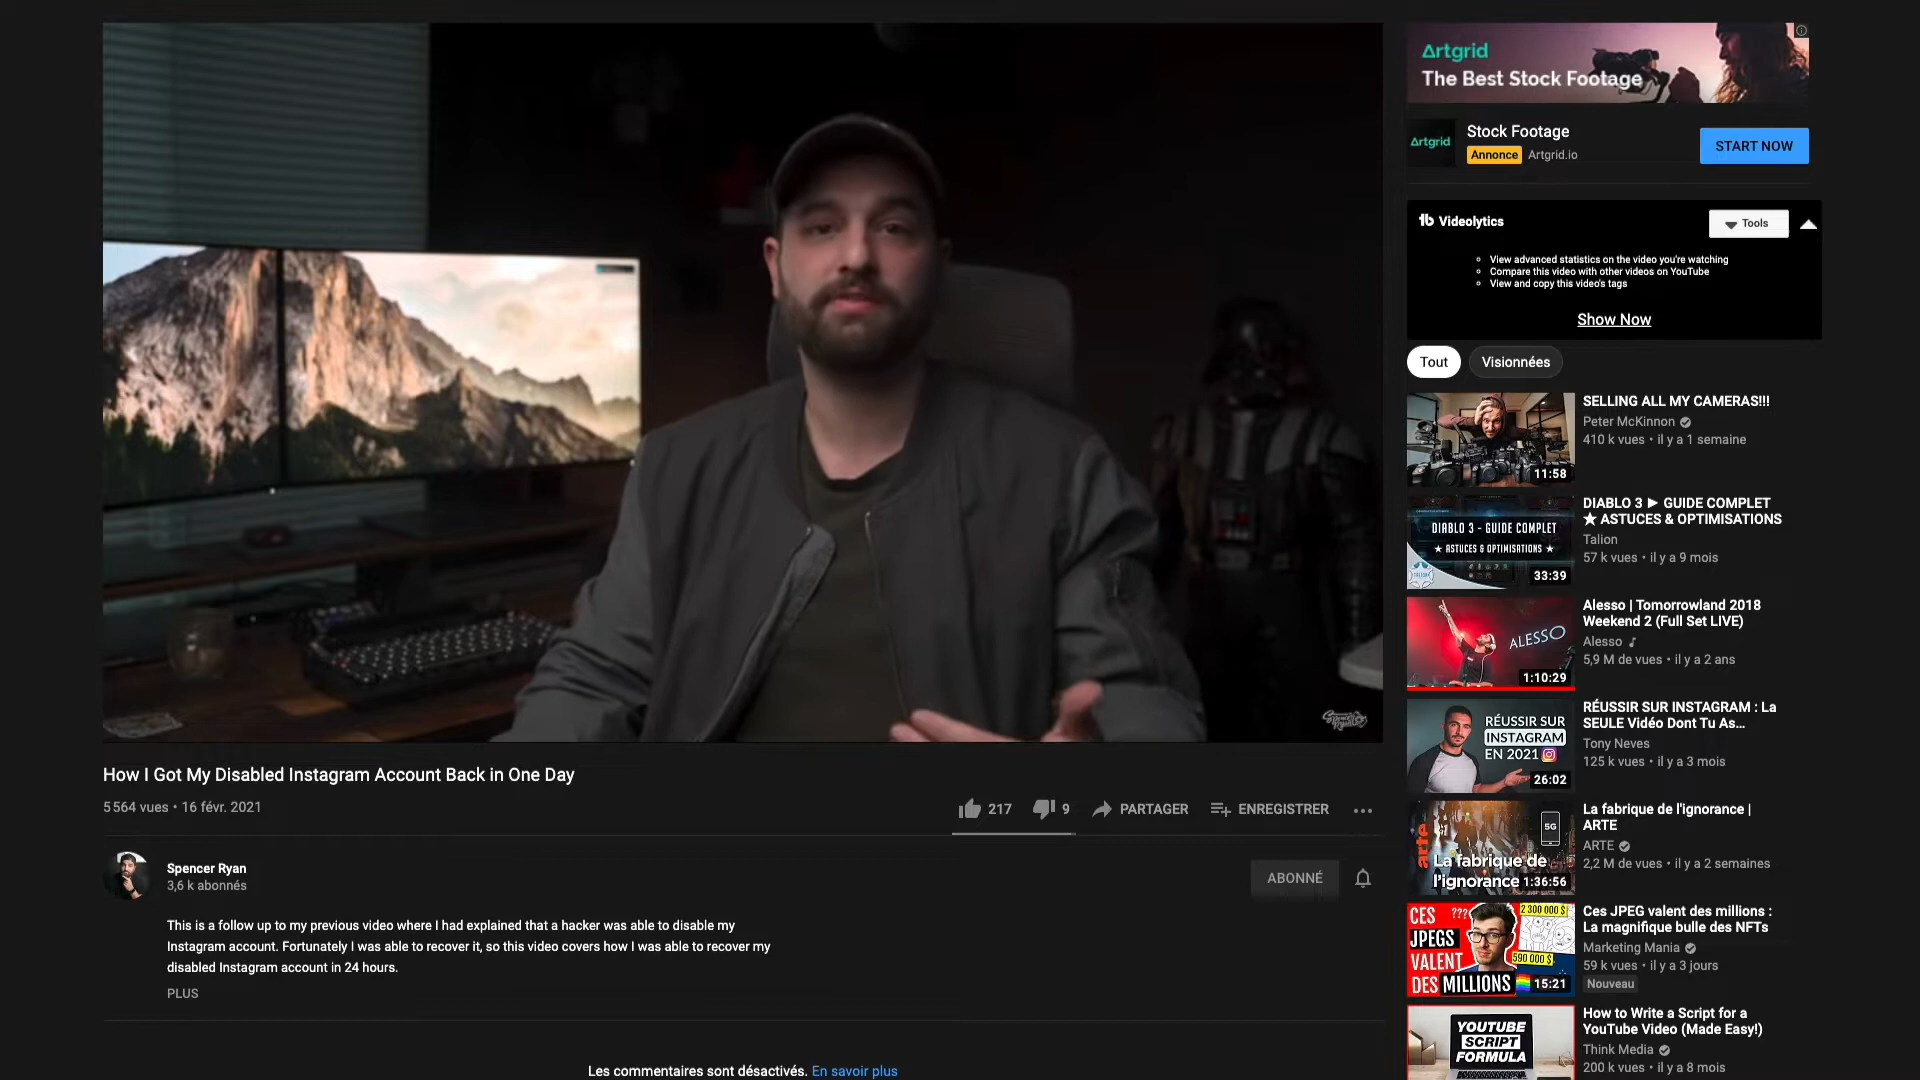 How I Got My Disabled Instagram Account Back in One Day
5 564 vues • 16 févr. 2021
217
9
PARTAGER
ENREGISTRER
Spencer Ryan
3,6 k abonnés
ABONNÉ
This is a follow up to my previous video where I had explained that a hacker was able to disable my
Instagram account. Fortunately I was able to recover it, so this video covers how I was able to recover my
disabled Instagram account in 24 hours.
PLUS
Les commentaires sont désactivés. En savoir plus
Artgrid
The Best Stock Footage
Artgrid
Stock Footage
Annonce Artgrid.io
START NOW
Videolytics
Tools
View advanced statistics on the video you're watching
Compare this video with other videos on YouTube
View and copy this video's tags
Show Now
Tout
Visionnées
11:58
SELLING ALL MY CAMERAS!!!
Peter McKinnon
410 k vues • il y a 1 semaine
DIABLO 3 - GUIDE COMPLET
★ ASTUCES & OPTIMISATIONS ★
33:39
DIABLO 3 ► GUIDE COMPLET
★ ASTUCES & OPTIMISATIONS
Talion
57 k vues • il y a 9 mois
ALESSO
1:10:29
Alesso | Tomorrowland 2018
Weekend 2 (Full Set LIVE)
Alesso
5,9 M de vues • il y a 2 ans
RÉUSSIR SUR
INSTAGRAM
EN 2021
26:02
RÉUSSIR SUR INSTAGRAM : La
SEULE Vidéo Dont Tu As...
Tony Neves
125 k vues • il y a 3 mois
5G
arte
La fabrique de
l'ignorance
1:36:56
La fabrique de l'ignorance |
ARTE
ARTE
2,2 M de vues • il y a 2 semaines
CES
JPEGS
VALENT
DES MILLIONS
????
2 300 000 $
590 000 $
15:21
Ces JPEG valent des millions :
La magnifique bulle des NFTs
Marketing Mania
59 k vues • il y a 3 jours
Nouveau
YOUTUBE
SCRIPT
FORMULA
How to Write a Script for a
YouTube Video (Made Easy!)
Think Media
200 k vues • il y a 8 mois